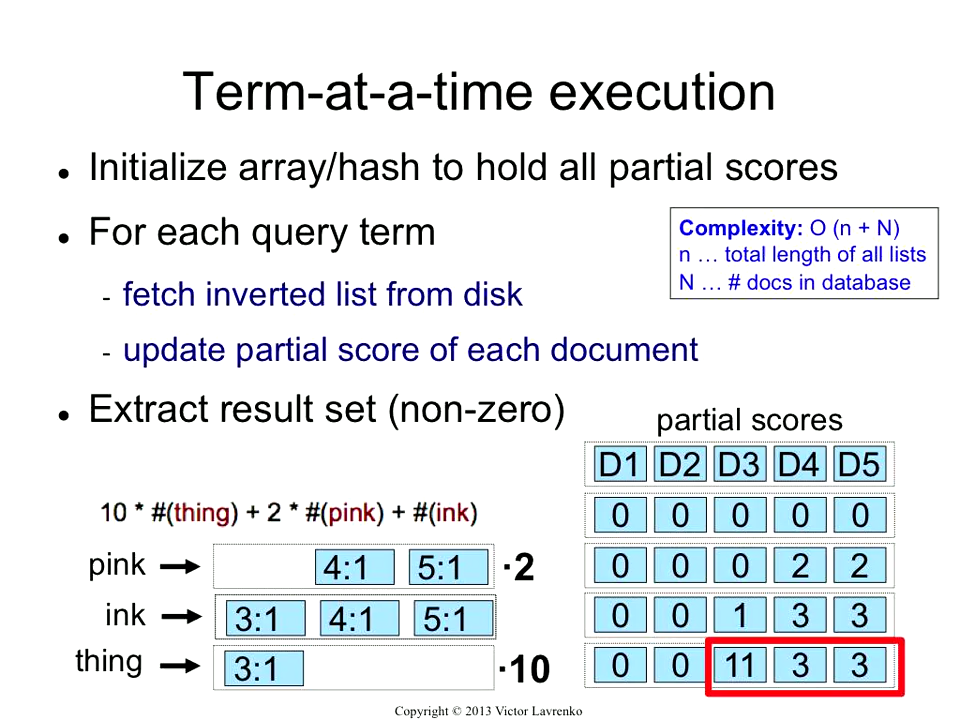 Term-at-a-time execution
Initialize array/hash to hold all partial scores
For each query term
- fetch inverted list from disk
- update partial score of each document
Extract result set (non-zero)
Complexity: O (n + N)
n … total length of all lists
N … # docs in database
10 * #(thing) + 2 * #(pink) + #(ink)
pink 4:1 5:1 ·2
ink 3:1 4:1 5:1
thing 3:1 ·10
partial scores
D1 D2 D3 D4 D5
0 0 0 0 0
0 0 0 2 2
0 0 1 3 3
0 0 11 3 3
Copyright © 2013 Victor Lavrenko